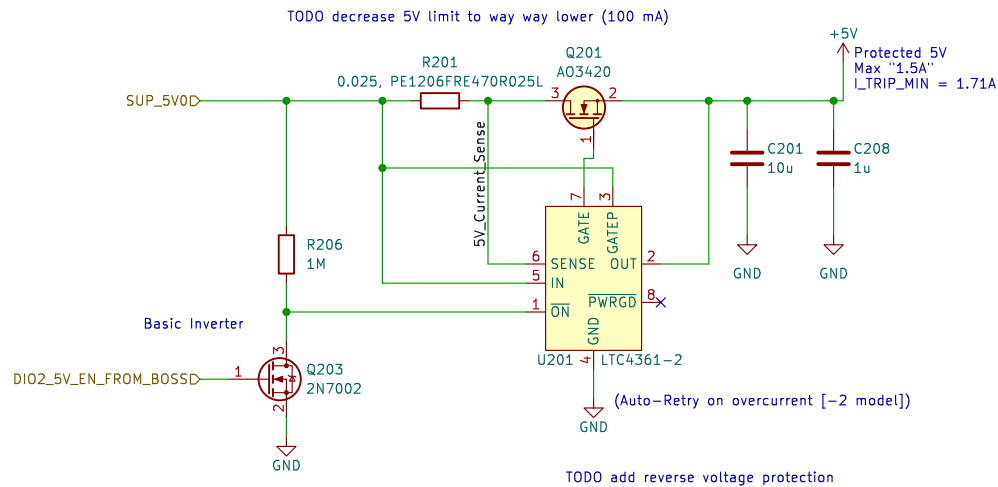 TODO decrease 5V limit to way way lower (100 mA)
+5V
Q201
AO3420
R201
0.025, PE1206FRE470R025L
Protected 5V
Max "1.5A"
I_TRIP_MIN = 1.71A
SUP_5V0
3
2
1
5V_Current_Sense
C201
10u
C208
1u
7
3
GATE
GATEP
R206
1M
6
SENSE
OUT
2
5
IN
GND
GND
1
ON
PWRGD
8
GND
Basic Inverter
U201
4
LTC4361-2
3
Q203
2N7002
DIO2_5V_EN_FROM_BOSS
1
2
(Auto-Retry on overcurrent [-2 model])
GND
GND
TODO add reverse voltage protection